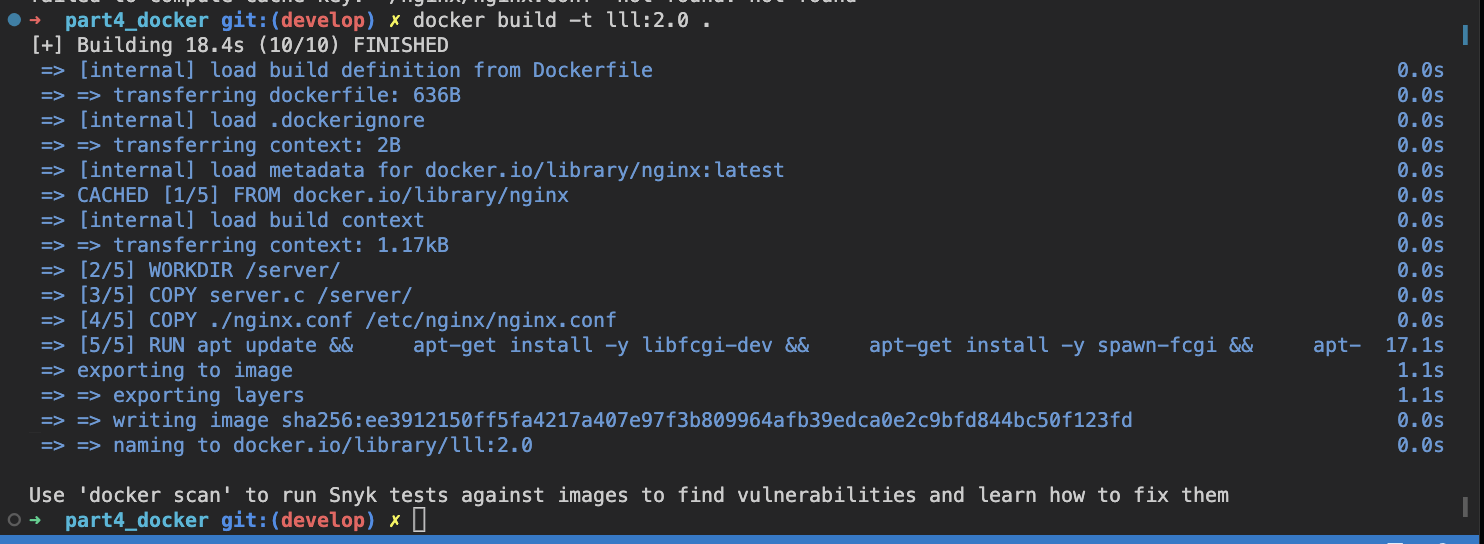 ➜ part4_docker git:(develop) ✗ docker build -t lll:2.0 .
[+] Building 18.4s (10/10) FINISHED
=> [internal] load build definition from Dockerfile 0.0s
=> => transferring dockerfile: 636B 0.0s
=> [internal] load .dockerignore 0.0s
=> => transferring context: 2B 0.0s
=> [internal] load metadata for docker.io/library/nginx:latest 0.0s
=> CACHED [1/5] FROM docker.io/library/nginx 0.0s
=> [internal] load build context 0.0s
=> => transferring context: 1.17kB 0.0s
=> [2/5] WORKDIR /server/ 0.0s
=> [3/5] COPY server.c /server/ 0.0s
=> [4/5] COPY ./nginx.conf /etc/nginx/nginx.conf 0.0s
=> [5/5] RUN apt update && apt-get install -y libfcgi-dev && apt-get install -y spawn-fcgi && apt- 17.1s
=> exporting to image 1.1s
=> => exporting layers 1.1s
=> => writing image sha256:ee3912150ff5fa4217a407e97f3b809964afb39edca0e2c9bfd844bc50f123fd 0.0s
=> => naming to docker.io/library/lll:2.0 0.0s
Use 'docker scan' to run Snyk tests against images to find vulnerabilities and learn how to fix them
➜ part4_docker git:(develop) ✗